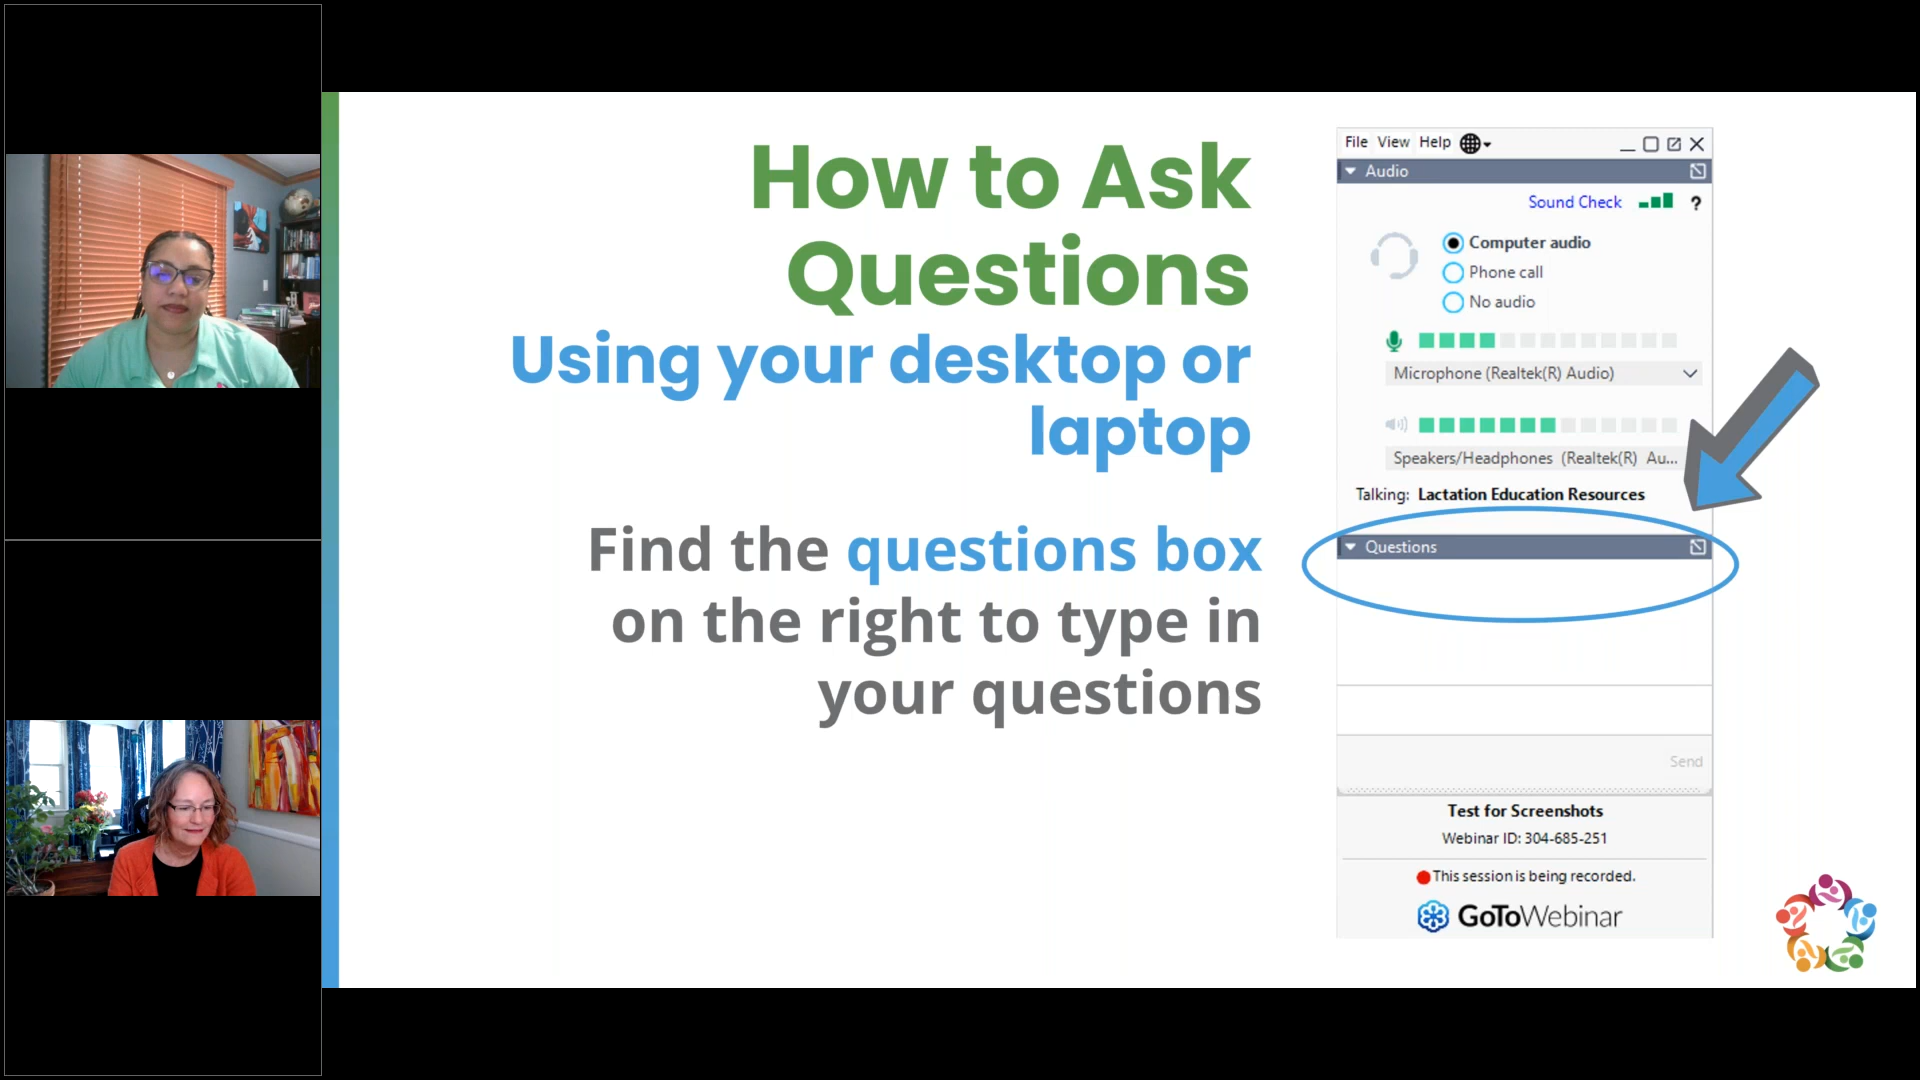 How to Ask
Questions
Using your desktop or
laptop
Find the questions box
on the right to type in
your questions
File View Help
Audio
Sound Check ?
Computer audio
Phone call
No audio
Microphone (Realtek(R) Audio)
Speakers/Headphones (Realtek(R) Au...
Talking: Lactation Education Resources
Questions
Send
Test for Screenshots
Webinar ID: 304-685-251
This session is being recorded.
GoToWebinar